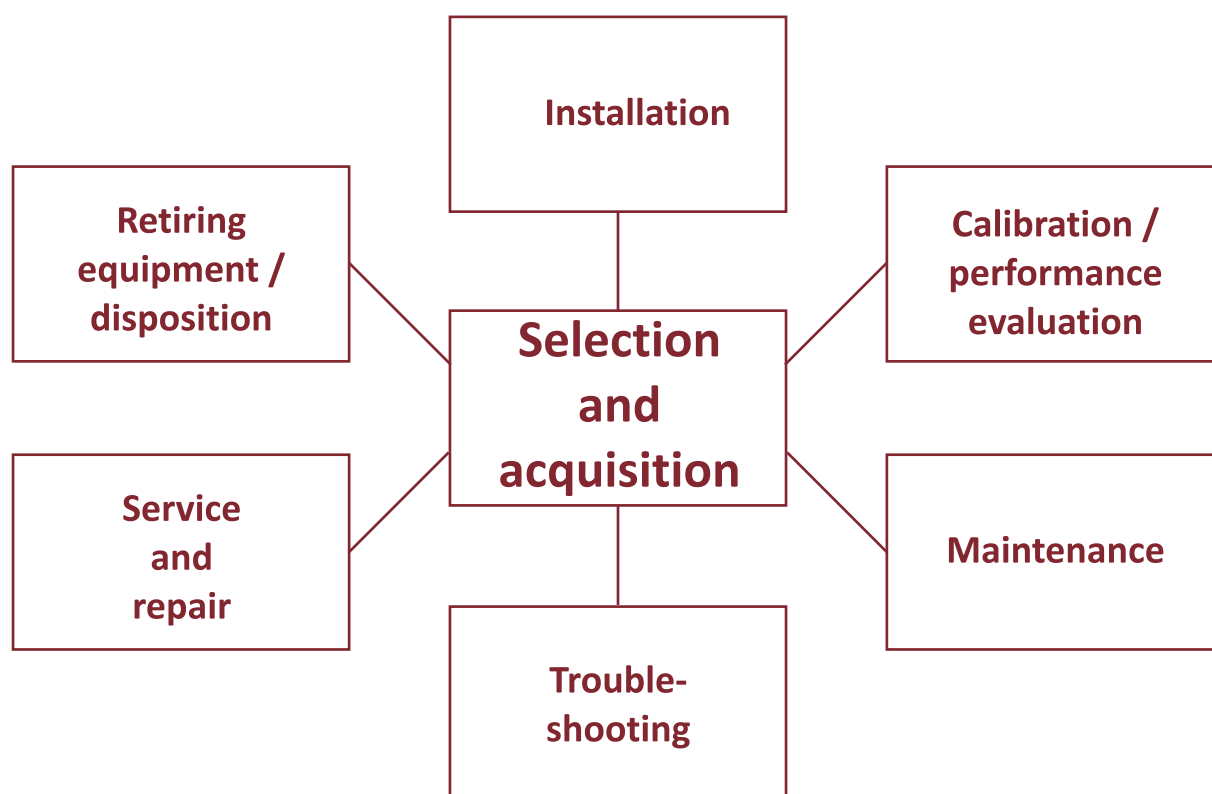 Installation
Retiring
equipment /
disposition
Calibration /
performance
evaluation
Selection
and
acquisition
Service
and
repair
Maintenance
Trouble-
shooting